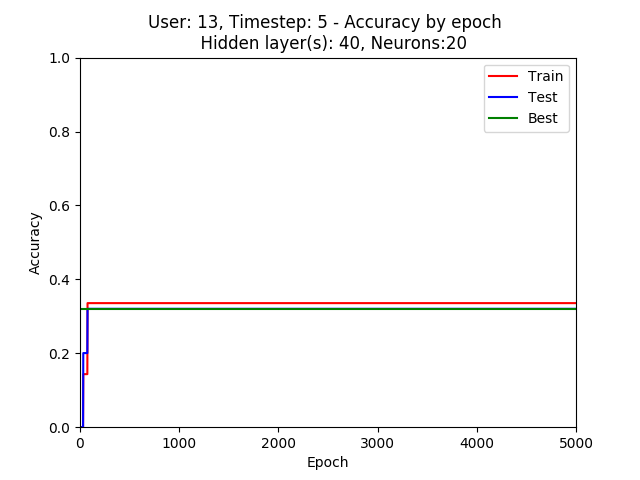 User: 13, Timestep: 5 - Accuracy by epoch
Hidden layer(s): 40, Neurons:20
1.0
0.8
0.6
0.4
0.2
0.0
Accuracy
Train
Test
Best
0 1000 2000 3000 4000 5000
Epoch